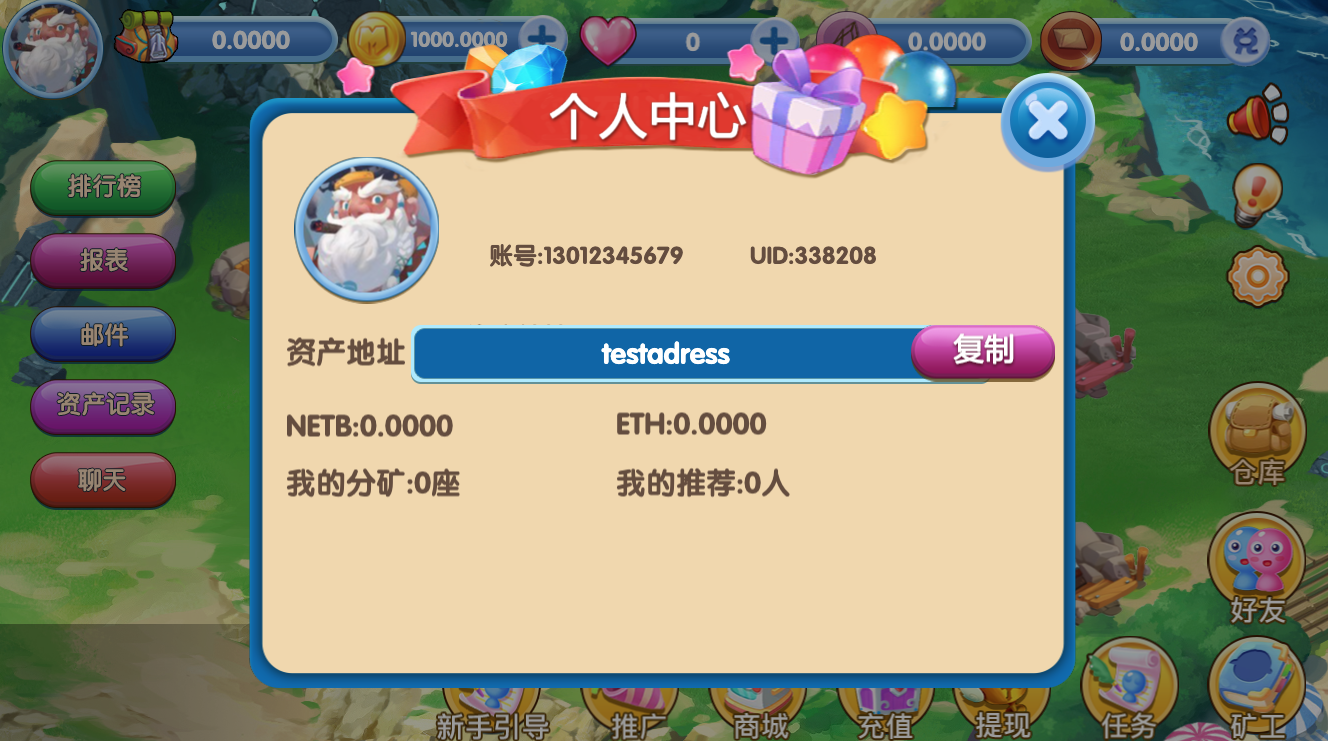 0.0000
1000.0000
0
0.0000
0.0000
个人中心
排行榜
报表
邮件
资产记录
聊天
账号:13012345679
UID:338208
资产地址
testadress
复制
NETB:0.0000
ETH:0.0000
我的分矿:0座
我的推荐:0人
仓库
好友
新手引导
推广
商城
充值
提现
任务
矿工